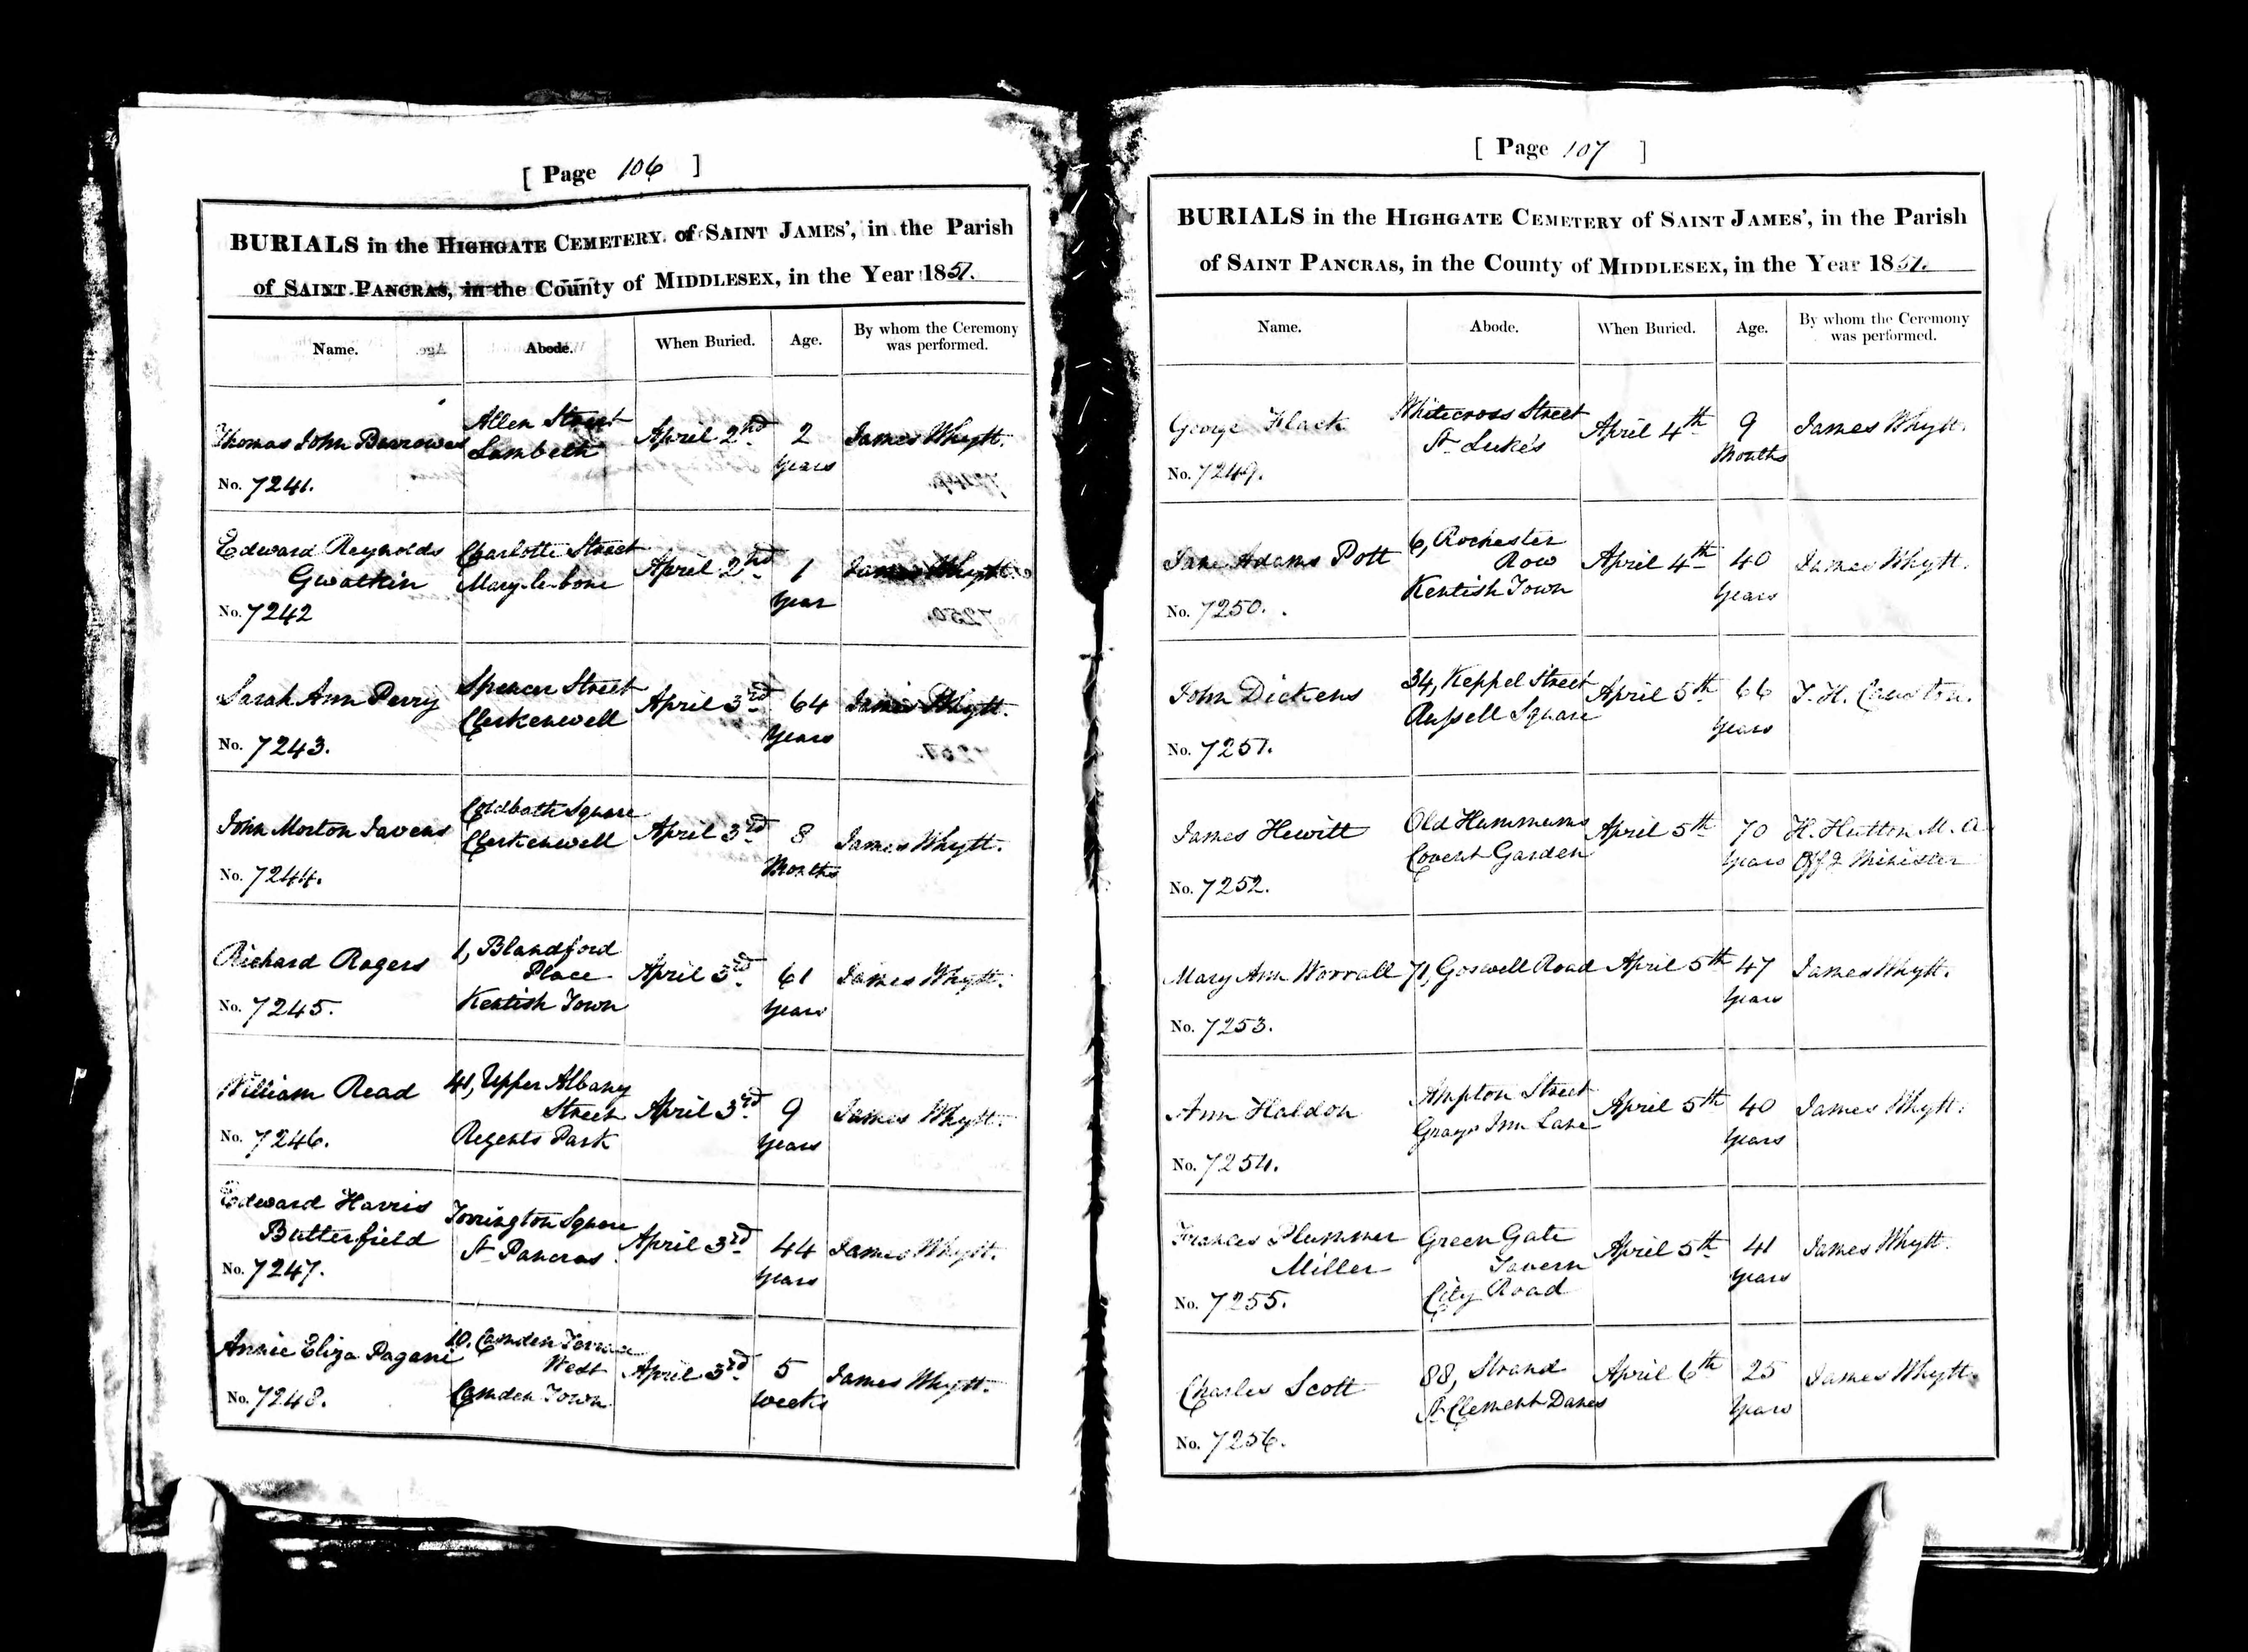 [ Page 106 ]
BURIALS in the HIGHGATE CEMETERY of SAINT JAMES', in the Parish
of SAINT PANCRAS, in the County of MIDDLESEX, in the Year 1851.
Name. Abode. When Buried. Age. By whom the Ceremony
was performed.
Thomas John Burrowes Allen Street April 2nd 2 James Whytt.
Lambeth years
No. 7241.
Edward Reynolds Charlotte Street April 2nd 1 James Whytt.
Gwatkin Mary-le-bone year
No. 7242
Sarah Ann Perry Spencer Street April 3rd 64 James Whytt.
Clerkenwell years
No. 7243.
John Morton Coldbath Square April 3rd 8 James Whytt.
Clerkenwell Months
No. 7244.
Richard Rogers 1, Blandford April 3rd 61 James Whytt.
Place years
Kentish Town
No. 7245.
William Read 41, Upper Albany April 3rd 9 James Whytt.
Street years
Regents Park
No. 7246.
Edward Harris Torrington Square April 3rd 44 James Whytt.
Butterfield St Pancras. years
No. 7247.
Annie Eliza Pagani 10, Camden Terrace April 3rd 5 James Whytt.
West weeks
Camden Town
No. 7248.
[ Page 107 ]
BURIALS in the HIGHGATE CEMETERY of SAINT JAMES', in the Parish
of SAINT PANCRAS, in the County of MIDDLESEX, in the Year 1851.
Name. Abode. When Buried. Age. By whom the Ceremony
was performed.
George Flack Whitecross Street April 4th 9 James Whytt.
St Luke's Months
No. 7249.
Jane Adams Pott 6, Rochester April 4th 40 James Whytt.
Row years
Kentish Town
No. 7250.
John Dickens 34, Keppel Street April 5th 66 T. H. Causton.
Russell Square years
No. 7251.
James Hewitt Old Hummums April 5th 70 H. Hutton M. A.
Covent Garden years Offg Minister
No. 7252.
Mary Ann Worrall 71, Goswell Road April 5th 47 James Whytt.
years
No. 7253.
Ann Haldon Ampton Street April 5th 40 James Whytt.
Grays Inn Lane years
No. 7254.
Frances Plummer Green Gate April 5th 41 James Whytt.
Miller Tavern years
City Road
No. 7255.
Charles Scott 88, Strand April 6th 25 James Whytt.
St Clement Danes years
No. 7256.